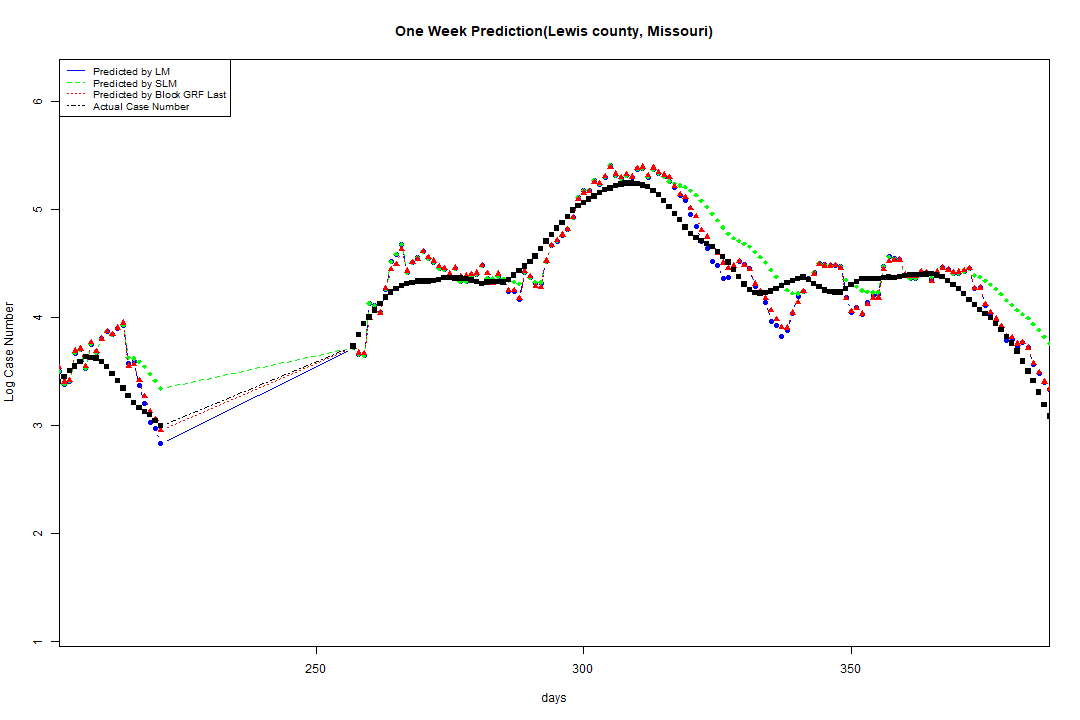 One Week Prediction(Lewis county, Missouri)
Predicted by LM
Predicted by SLM
Predicted by Block GRF Last
Actual Case Number
6
5
4
3
2
1
Log Case Number
250 300 350
days